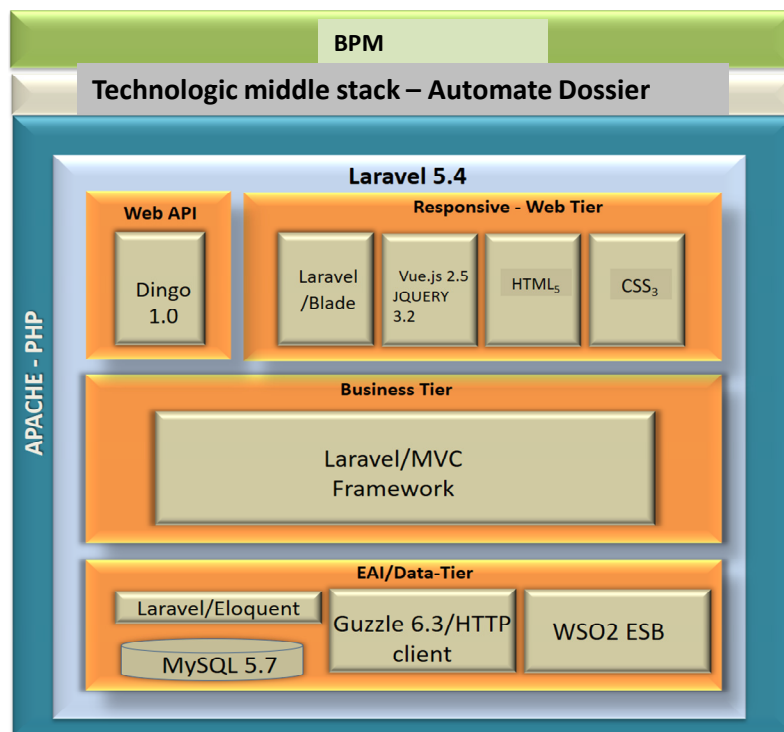 BPM
Technologic middle stack – Automate Dossier
APACHE - PHP
Laravel 5.4
Web API
Dingo
1.0
Responsive - Web Tier
Laravel
/Blade
Vue.js 2.5
JQUERY
3.2
HTML5
CSS3
Business Tier
Laravel/MVC
Framework
EAI/Data-Tier
Laravel/Eloquent
MySQL 5.7
Guzzle 6.3/HTTP
client
WSO2 ESB